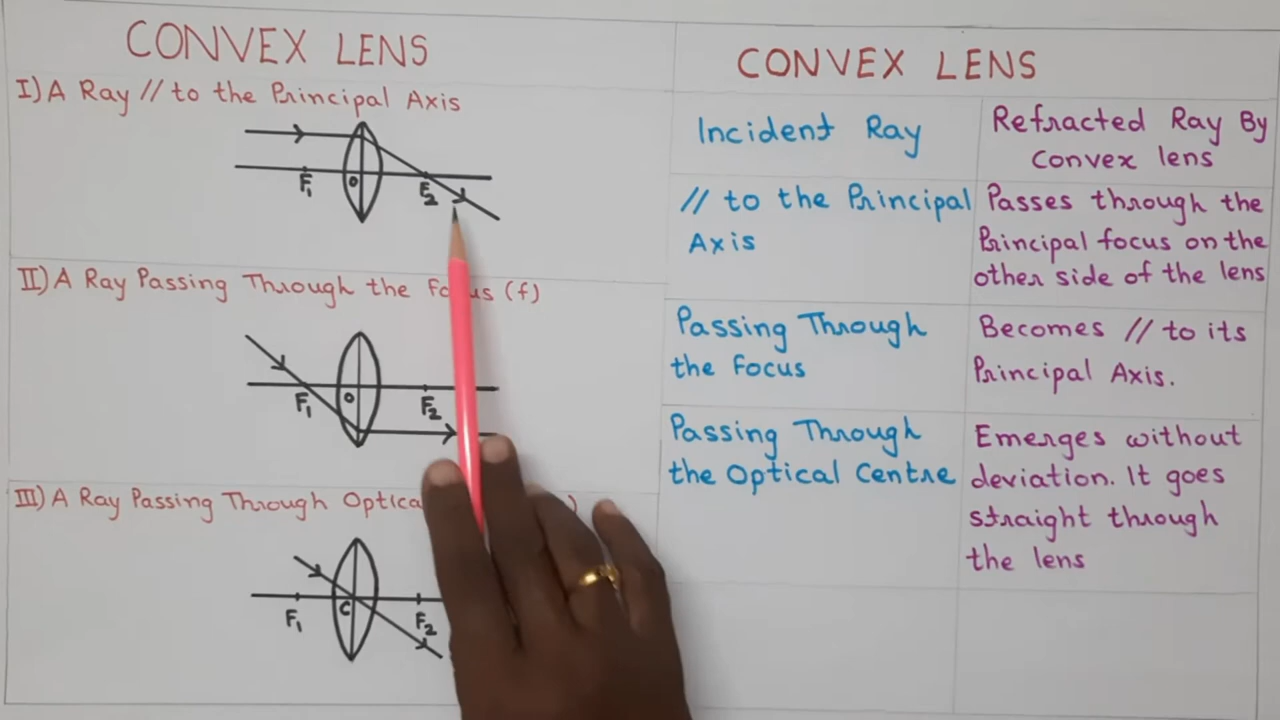 CONVEX LENS
I) A Ray // to the Principal Axis
F1
O
F2
II) A Ray Passing Through the focus (f)
F1
O
F2
III) A Ray Passing Through
F1
C
F2
CONVEX LENS
Incident Ray
Refracted Ray By
Convex lens
// to the Principal
Axis
Passes through the
Principal focus on the
other side of the lens
Passing Through
the focus
Becomes // to its
Principal Axis.
Passing Through
the Optical Centre
Emerges without
deviation. It goes
straight through
the lens